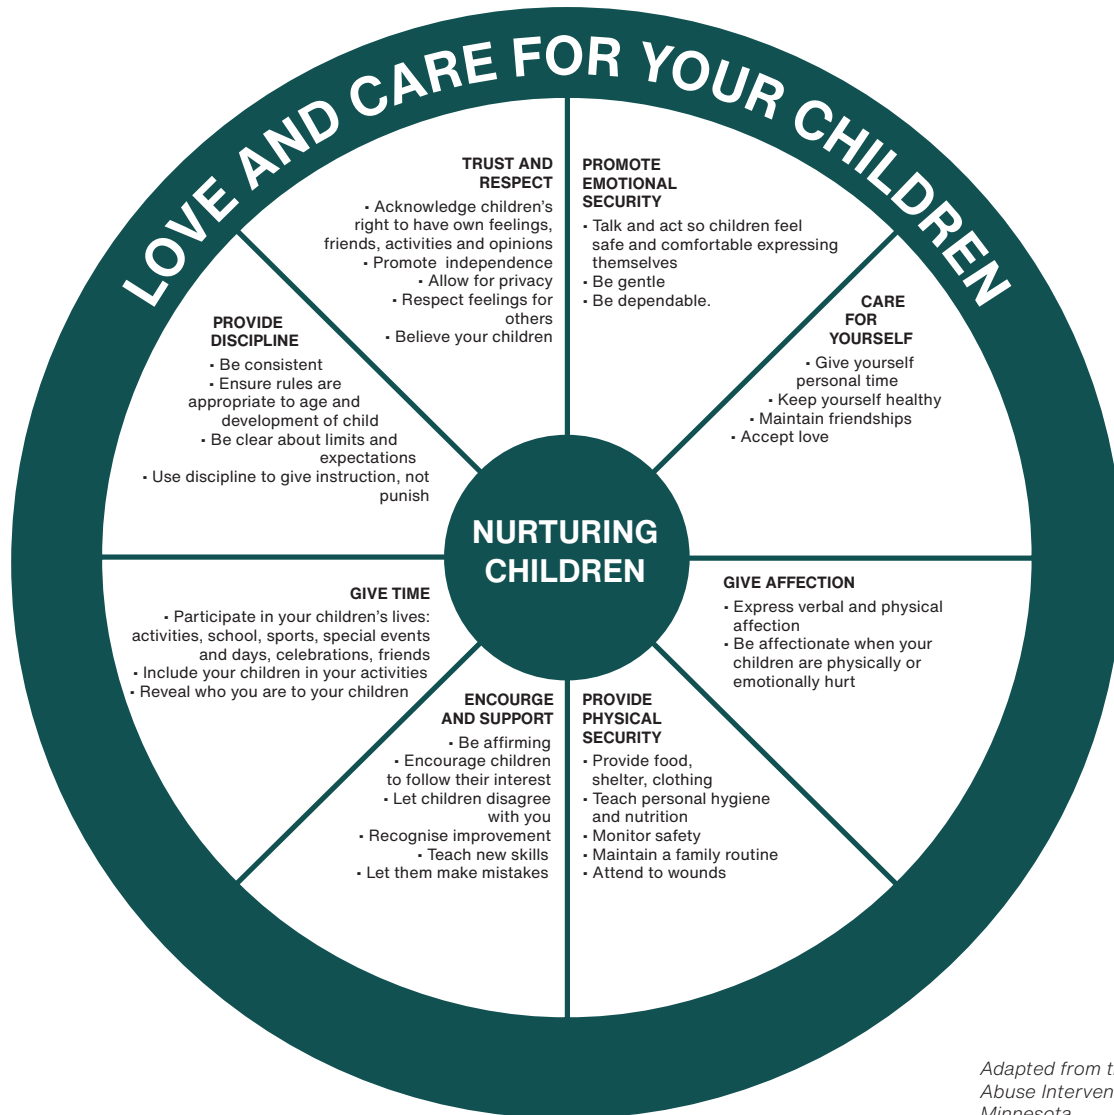 LOVE AND CARE FOR YOUR CHILDREN
TRUST AND
RESPECT
• Acknowledge children's
right to have own feelings,
friends, activities and opinions
• Promote independence
• Allow for privacy
• Respect feelings for
others
• Believe your children
PROMOTE
EMOTIONAL
SECURITY
• Talk and act so children feel
safe and comfortable expressing
themselves
• Be gentle
• Be dependable.
CARE
FOR
YOURSELF
• Give yourself
personal time
• Keep yourself healthy
• Maintain friendships
• Accept love
PROVIDE
DISCIPLINE
• Be consistent
• Ensure rules are
appropriate to age and
development of child
• Be clear about limits and
expectations
• Use discipline to give instruction, not
punish
NURTURING
CHILDREN
GIVE TIME
• Participate in your children's lives:
activities, school, sports, special events
and days, celebrations, friends
• Include your children in your activities
• Reveal who you are to your children
GIVE AFFECTION
• Express verbal and physical
affection
• Be affectionate when your
children are physically or
emotionally hurt
ENCOURGE
AND SUPPORT
• Be affirming
• Encourage children
to follow their interest
• Let children disagree
with you
• Recognise improvement
• Teach new skills
• Let them make mistakes
PROVIDE
PHYSICAL
SECURITY
• Provide food,
shelter, clothing
• Teach personal hygiene
and nutrition
• Monitor safety
• Maintain a family routine
• Attend to wounds
Adapted from
Abuse
Minnesota